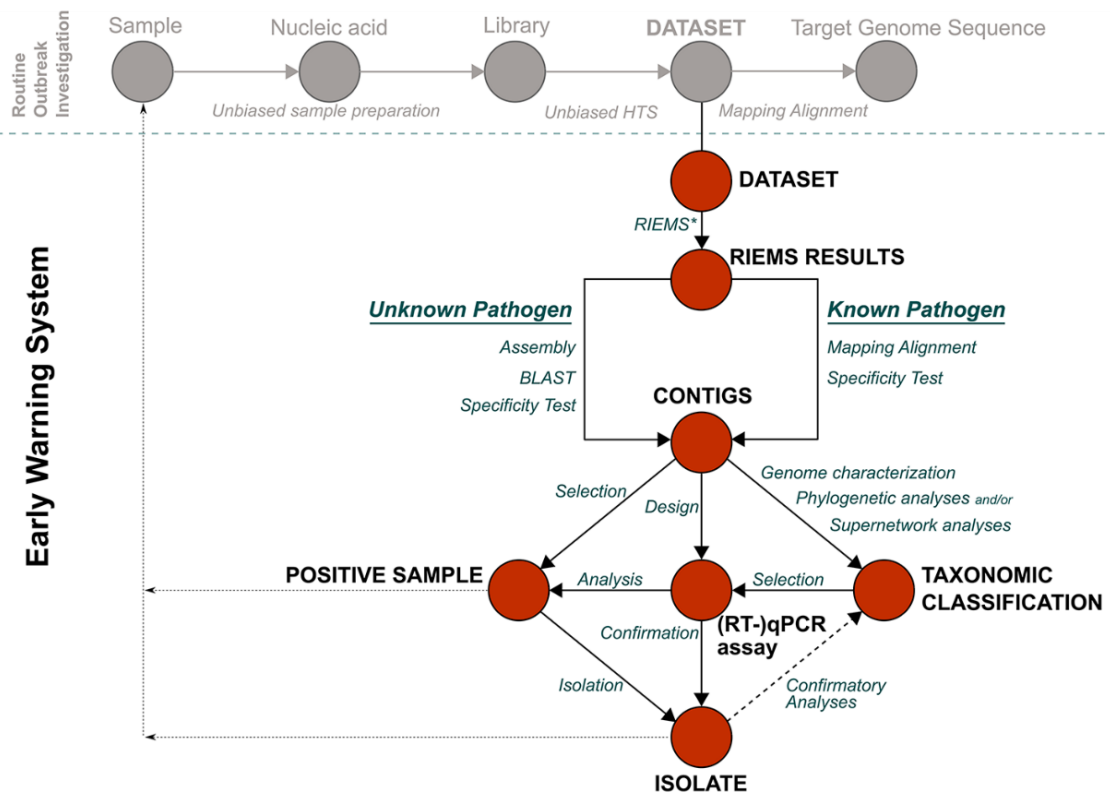 Routine
Outbreak
Investigation
Sample
Nucleic acid
Library
DATASET
Target Genome Sequence
Unbiased sample preparation
Unbiased HTS
Mapping Alignment
Early Warning System
DATASET
RIEMS*
RIEMS RESULTS
Unknown Pathogen
Assembly
BLAST
Specificity Test
Known Pathogen
Mapping Alignment
Specificity Test
CONTIGS
Selection
Design
Genome characterization
Phylogenetic analyses and/or
Supernetwork analyses
POSITIVE SAMPLE
Analysis
Selection
TAXONOMIC
CLASSIFICATION
(RT-)qPCR
assay
Confirmation
Isolation
Confirmatory
Analyses
ISOLATE